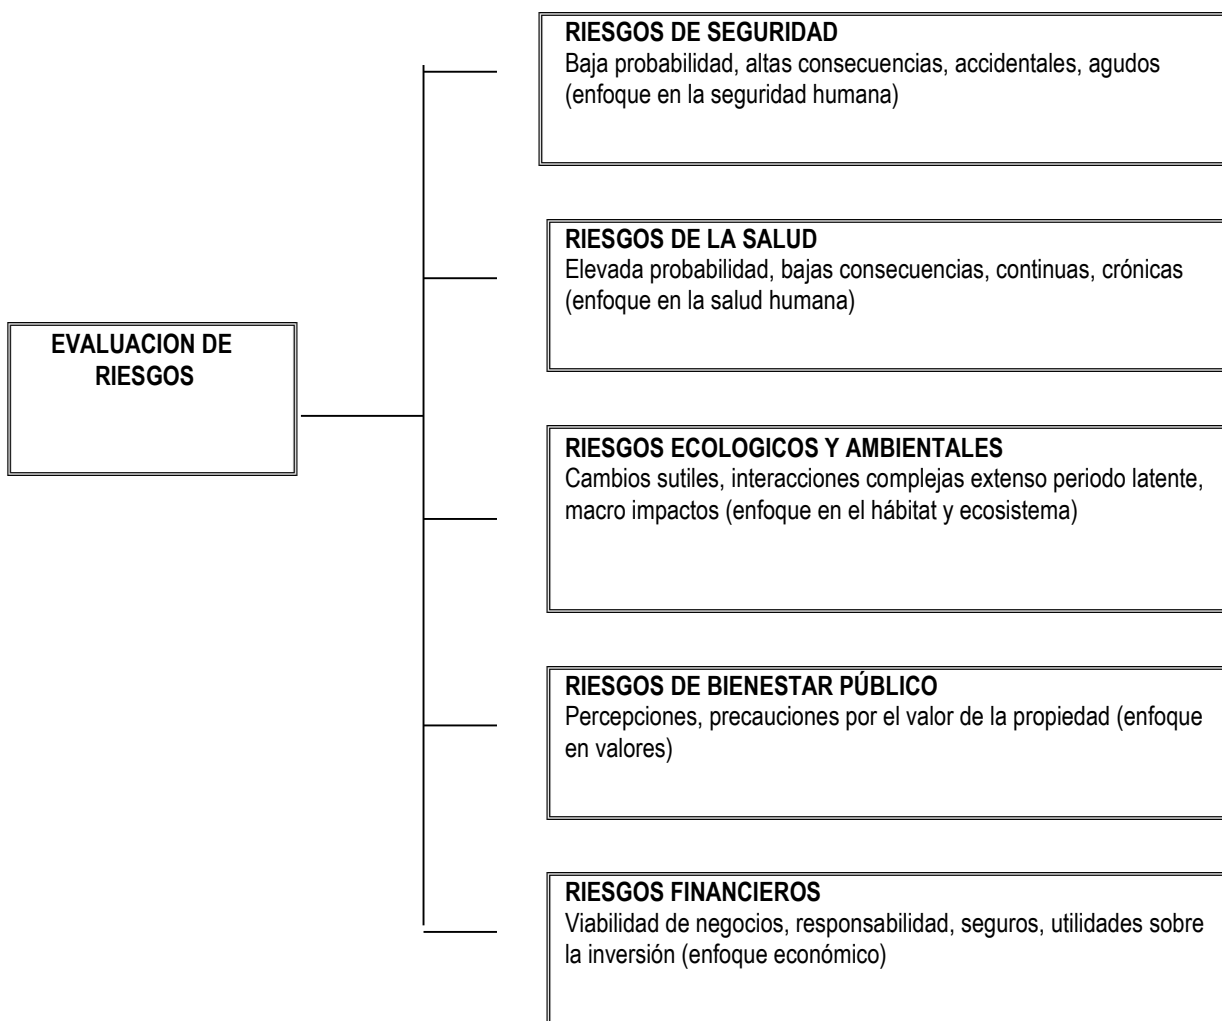 RIESGOS DE SEGURIDAD
Baja probabilidad, altas consecuencias, accidentales, agudos
(enfoque en la seguridad humana)
RIESGOS DE LA SALUD
Elevada probabilidad, bajas consecuencias, continuas, crónicas
(enfoque en la salud humana)
EVALUACION DE
RIESGOS
RIESGOS ECOLOGICOS Y AMBIENTALES
Cambios sutiles, interacciones complejas extenso periodo latente,
macro impactos (enfoque en el hábitat y ecosistema)
RIESGOS DE BIENESTAR PÚBLICO
Percepciones, precauciones por el valor de la propiedad (enfoque
en valores)
RIESGOS FINANCIEROS
Viabilidad de negocios, responsabilidad, seguros, utilidades sobre
la inversión (enfoque económico)